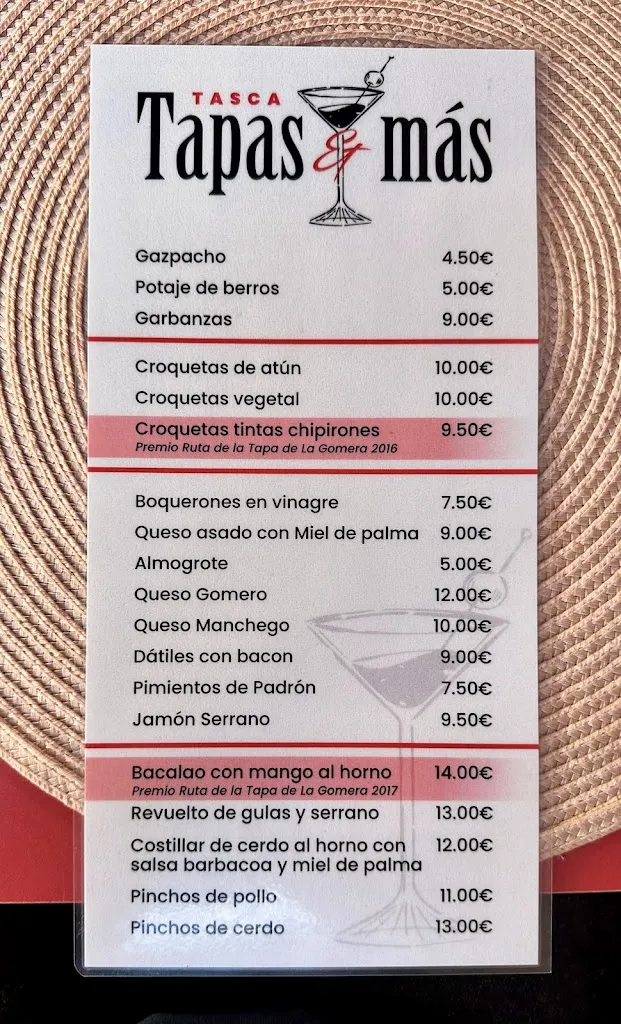 TASCA
Tapas & más
Gazpacho 4.50€
Potaje de berros 5.00€
Garbanzas 9.00€
Croquetas de atún 10.00€
Croquetas vegetal 10.00€
Croquetas tintas chipirones 9.50€
Premio Ruta de la Tapa de La Gomera 2016
Boquerones en vinagre 7.50€
Queso asado con Miel de palma 9.00€
Almogrote 5.00€
Queso Gomero 12.00€
Queso Manchego 10.00€
Dátiles con bacon 9.00€
Pimientos de Padrón 7.50€
Jamón Serrano 9.50€
Bacalao con mango al horno 14.00€
Premio Ruta de la Tapa de La Gomera 2017
Revuelto de gulas y serrano 13.00€
Costillar de cerdo al horno con 12.00€
salsa barbacoa y miel de palma
Pinchos de pollo 11.00€
Pinchos de cerdo 13.00€